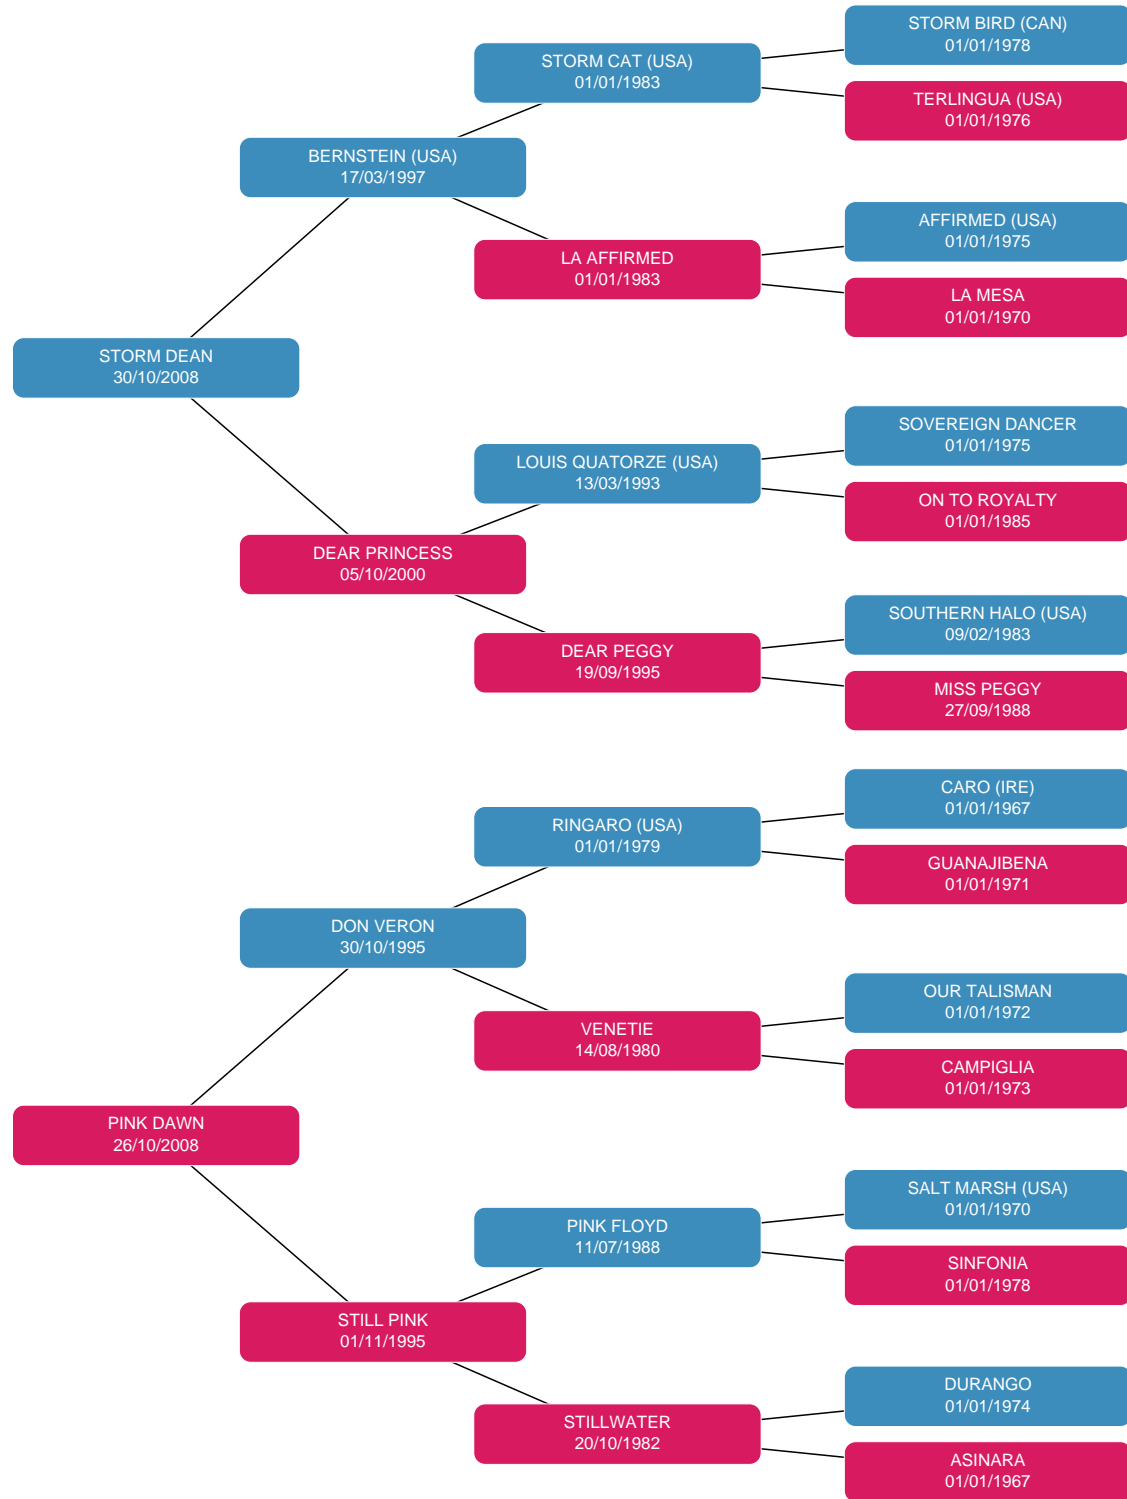 STORM BIRD (CAN)
01/01/1978
STORM CAT (USA)
01/01/1983
TERLINGUA (USA)
01/01/1976
BERNSTEIN (USA)
17/03/1997
AFFIRMED (USA)
01/01/1975
LA AFFIRMED
01/01/1983
LA MESA
01/01/1970
STORM DEAN
30/10/2008
SOVEREIGN DANCER
01/01/1975
LOUIS QUATORZE (USA)
13/03/1993
ON TO ROYALTY
01/01/1985
DEAR PRINCESS
05/10/2000
SOUTHERN HALO (USA)
09/02/1983
DEAR PEGGY
19/09/1995
MISS PEGGY
27/09/1988
CARO (IRE)
01/01/1967
RINGARO (USA)
01/01/1979
GUANAJIBENA
01/01/1971
DON VERON
30/10/1995
OUR TALISMAN
01/01/1972
VENETIE
14/08/1980
CAMPIGLIA
01/01/1973
PINK DAWN
26/10/2008
SALT MARSH (USA)
01/01/1970
PINK FLOYD
11/07/1988
SINFONIA
01/01/1978
STILL PINK
01/11/1995
DURANGO
01/01/1974
STILLWATER
20/10/1982
ASINARA
01/01/1967